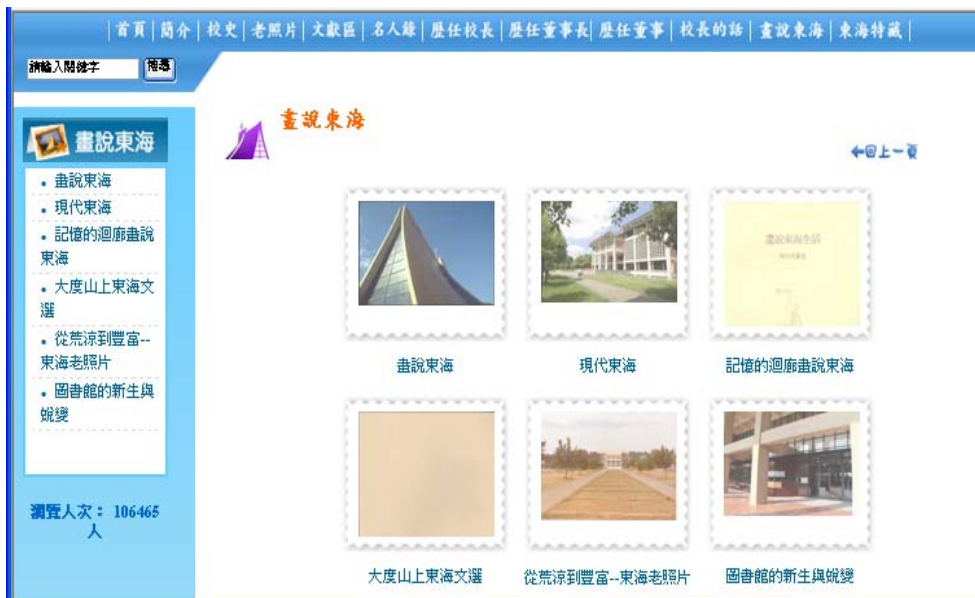 ｜首頁｜簡介｜校史｜老照片｜文獻區｜名人錄｜歷任校長｜歷任董事長｜歷任董事｜校長的話｜畫說東海｜東海特藏｜
請輸入關鍵字 搜尋
畫說東海
畫說東海
←回上一頁
• 畫說東海
• 現代東海
• 記憶的迴廊畫說
東海
• 大度山上東海文
選
• 從荒涼到豐富--
東海老照片
• 圖書館的新生與
蛻變
瀏覽人次： 106465
人
畫說東海生活
畫說東海 現代東海 記憶的迴廊畫說東海
大度山上東海文選 從荒涼到豐富--東海老照片 圖書館的新生與蛻變